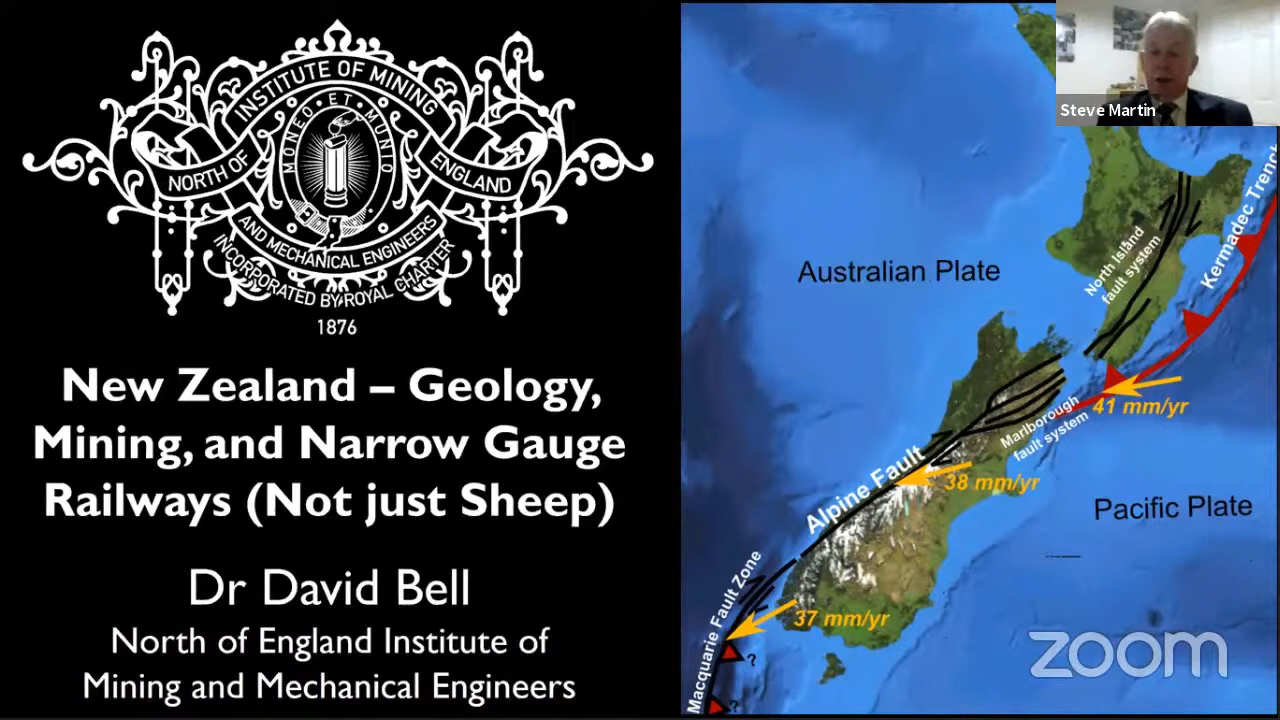 INSTITUTE OF MINING
NORTH OF
ENGLAND
MONEO ET MUNIO
AND MECHANICAL ENGINEERS
INCORPORATED BY ROYAL CHARTER
1876
New Zealand – Geology,
Mining, and Narrow Gauge
Railways (Not just Sheep)
Dr David Bell
North of England Institute of
Mining and Mechanical Engineers
Steve Martin
Australian Plate
North Island
fault system
Kermadec Trench
41 mm/yr
Marlborough
fault system
Alpine Fault
38 mm/yr
Pacific Plate
Macquarie Fault Zone
37 mm/yr
?
?
zoom